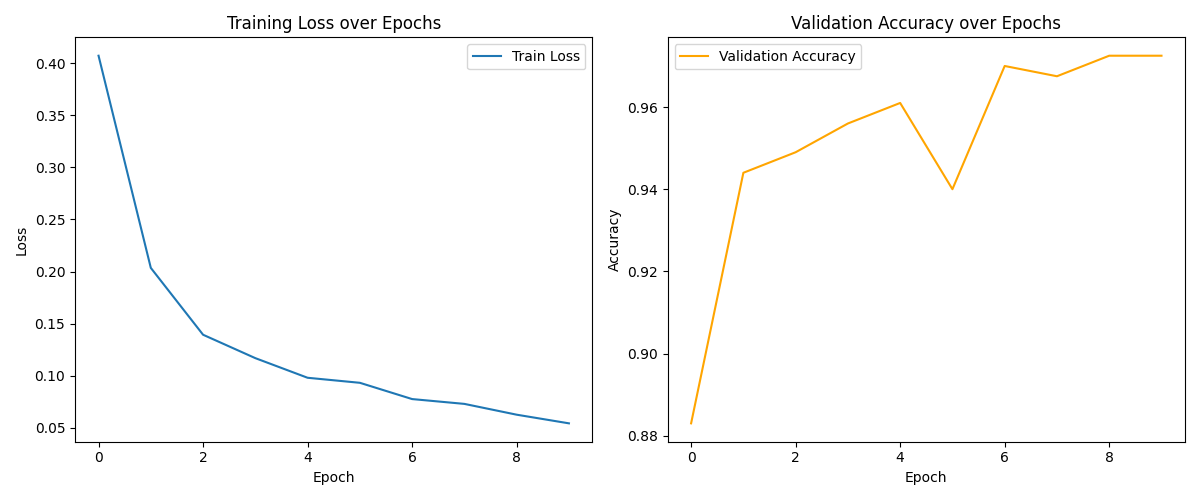 Training Loss over Epochs
Train Loss
0.40
0.35
0.30
0.25
0.20
0.15
0.10
0.05
Loss
0 2 4 6 8
Epoch
Validation Accuracy over Epochs
Validation Accuracy
0.96
0.94
0.92
0.90
0.88
Accuracy
0 2 4 6 8
Epoch